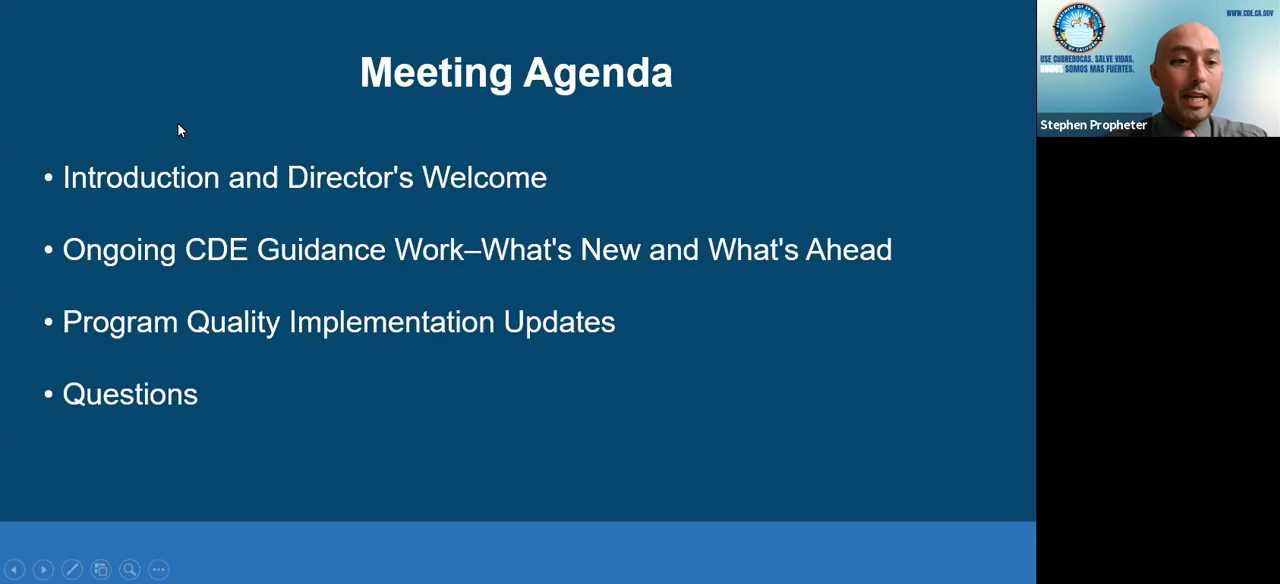 Meeting Agenda
• Introduction and Director's Welcome
• Ongoing CDE Guidance Work–What's New and What's Ahead
• Program Quality Implementation Updates
• Questions
WWW.CDE.CA.GOV
USE CUBREBOCAS. SALVE VIDAS.
UNIDOS SOMOS MAS FUERTES.
Stephen Propheter